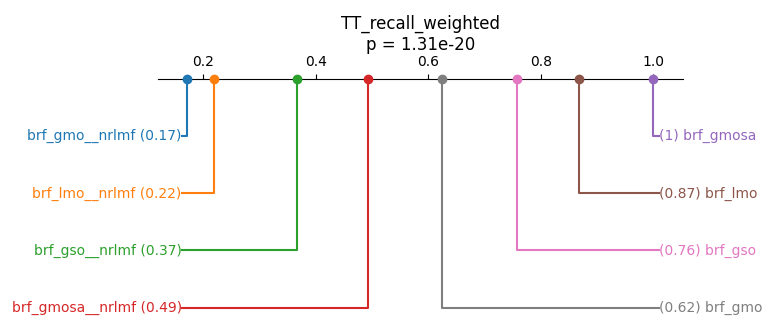 TT_recall_weighted
p = 1.31e-20
0.2 0.4 0.6 0.8 1.0
brf_gmo__nrlmf (0.17) (1) brf_gmosa
brf_lmo__nrlmf (0.22) (0.87) brf_lmo
brf_gso__nrlmf (0.37) (0.76) brf_gso
brf_gmosa__nrlmf (0.49) (0.62) brf_gmo